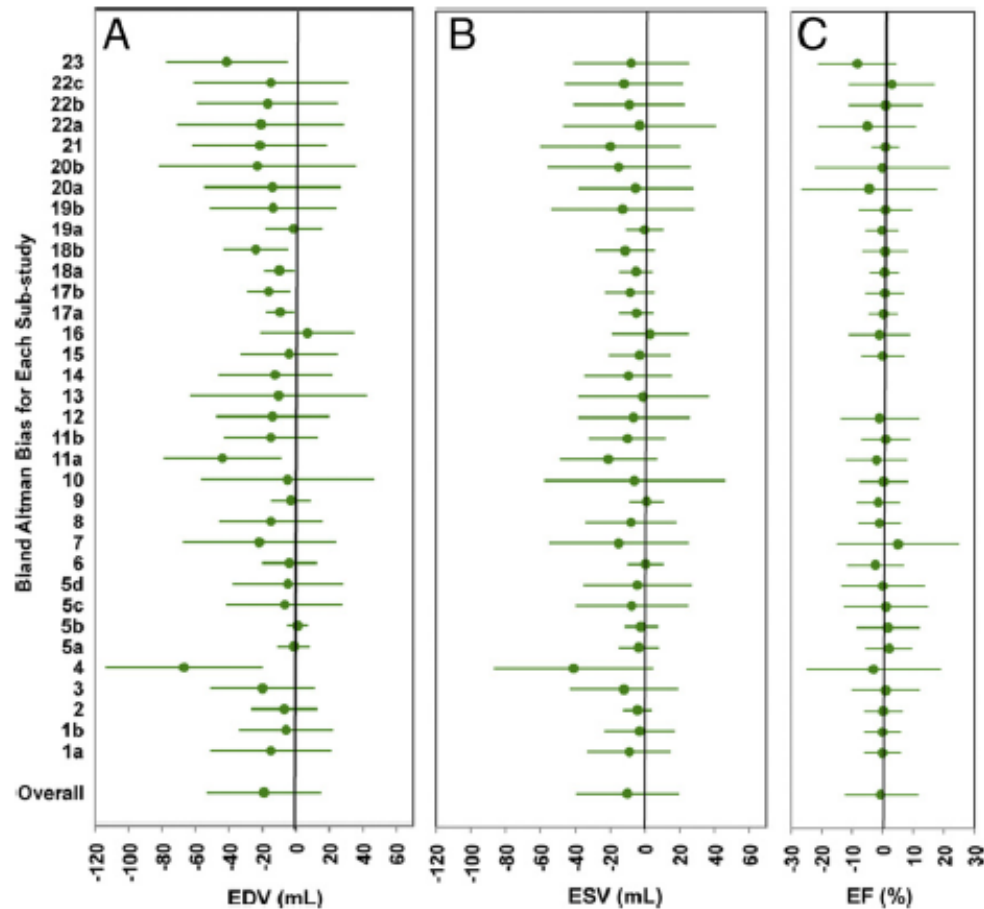 A
B
C
Bland Altman Bias for Each Sub-study
23
22c
22b
22a
21
20b
20a
19b
19a
18b
18a
17b
17a
16
15
14
13
12
11b
11a
10
9
8
7
6
5d
5c
5b
5a
4
3
2
1b
1a
Overall
-120 -100 -80 -60 -40 -20 0 20 40 60
-120 -100 -80 -60 -40 -20 0 20 40 60
-30 -20 -10 0 10 20 30
EDV (mL)
ESV (mL)
EF (%)